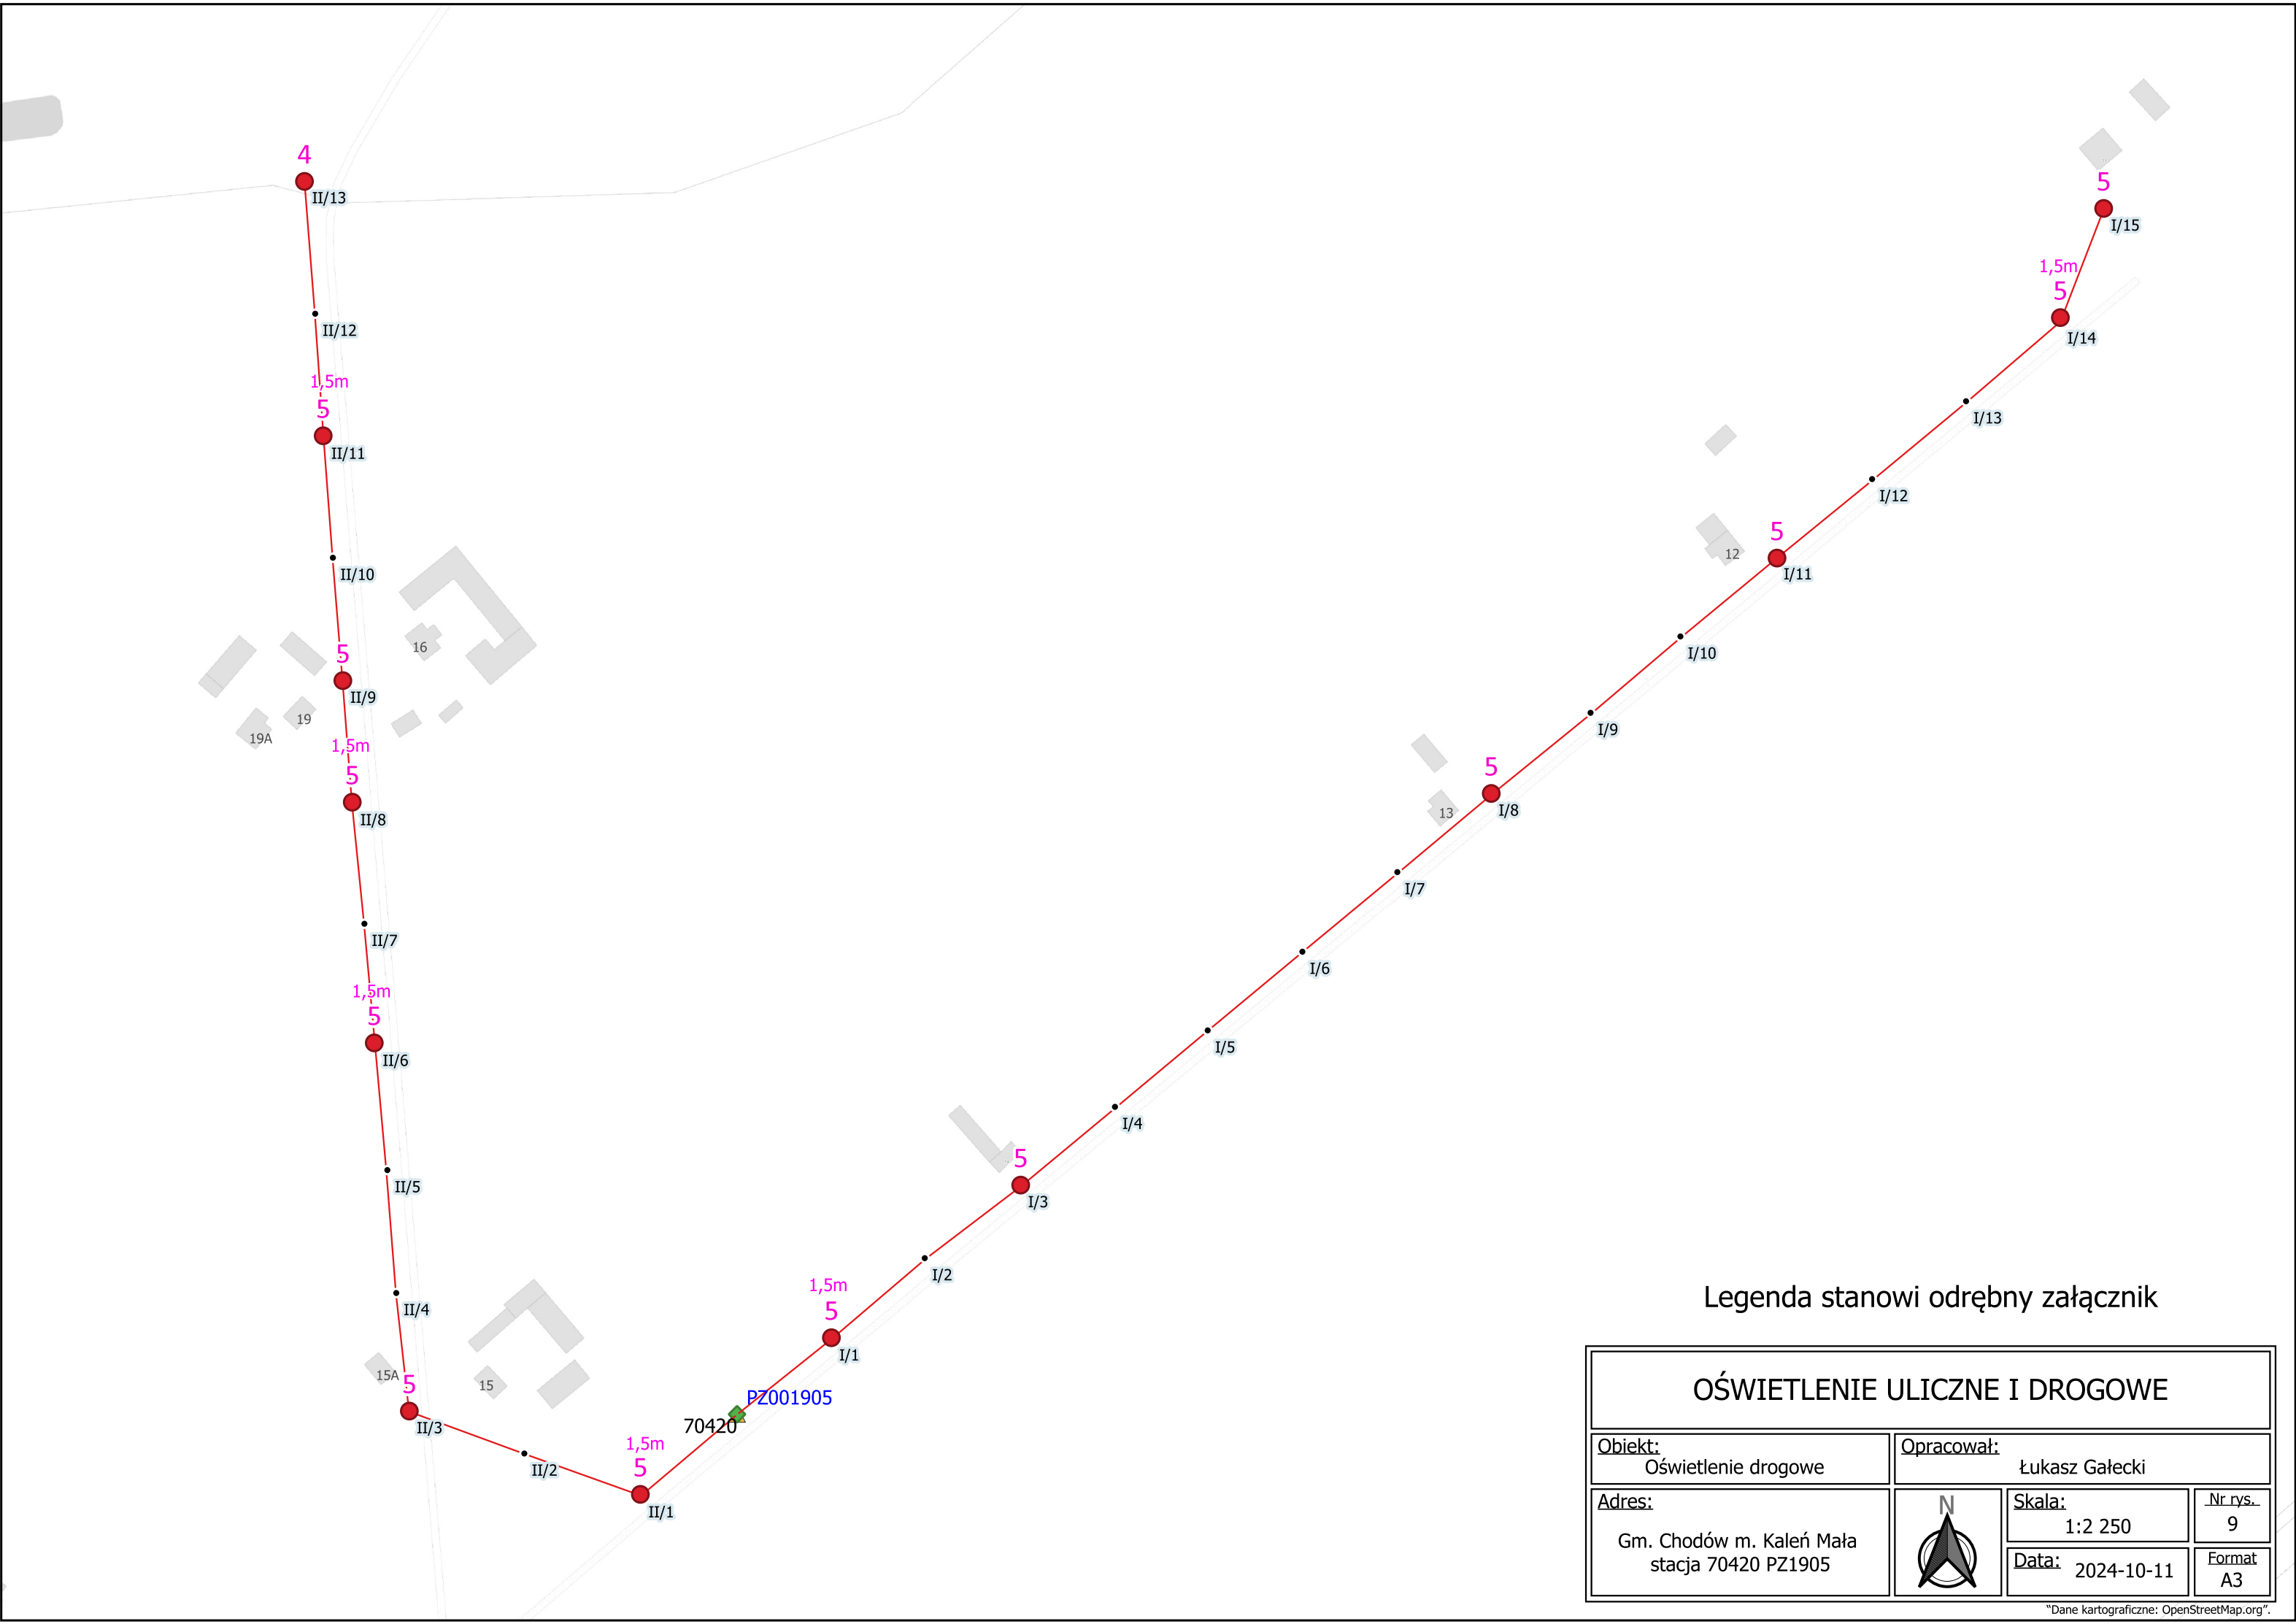 4
II/13
5
I/15
1,5m
5
I/14
II/12
1,5m
5
II/11
I/13
I/12
5
I/11
12
II/10
16
5
II/9
I/10
19
19A
I/9
1,5m
5
II/8
5
I/8
13
I/7
II/7
I/6
1,5m
5
II/6
I/5
I/4
5
I/3
II/5
I/2
1,5m
5
I/1
II/4
15A
15
5
II/3
PZ001905
70420
II/2
1,5m
5
II/1
Legenda stanowi odrębny załącznik
OŚWIETLENIE ULICZNE I DROGOWE
Obiekt:
Oświetlenie drogowe
Opracował:
Łukasz Gałecki
Adres:
Gm. Chodów m. Kaleń Mała
stacja 70420 PZ1905
N
Skala:
1:2 250
Nr rys.
9
Data: 2024-10-11
Format
A3
"Dane kartograficzne: OpenStreetMap.org".